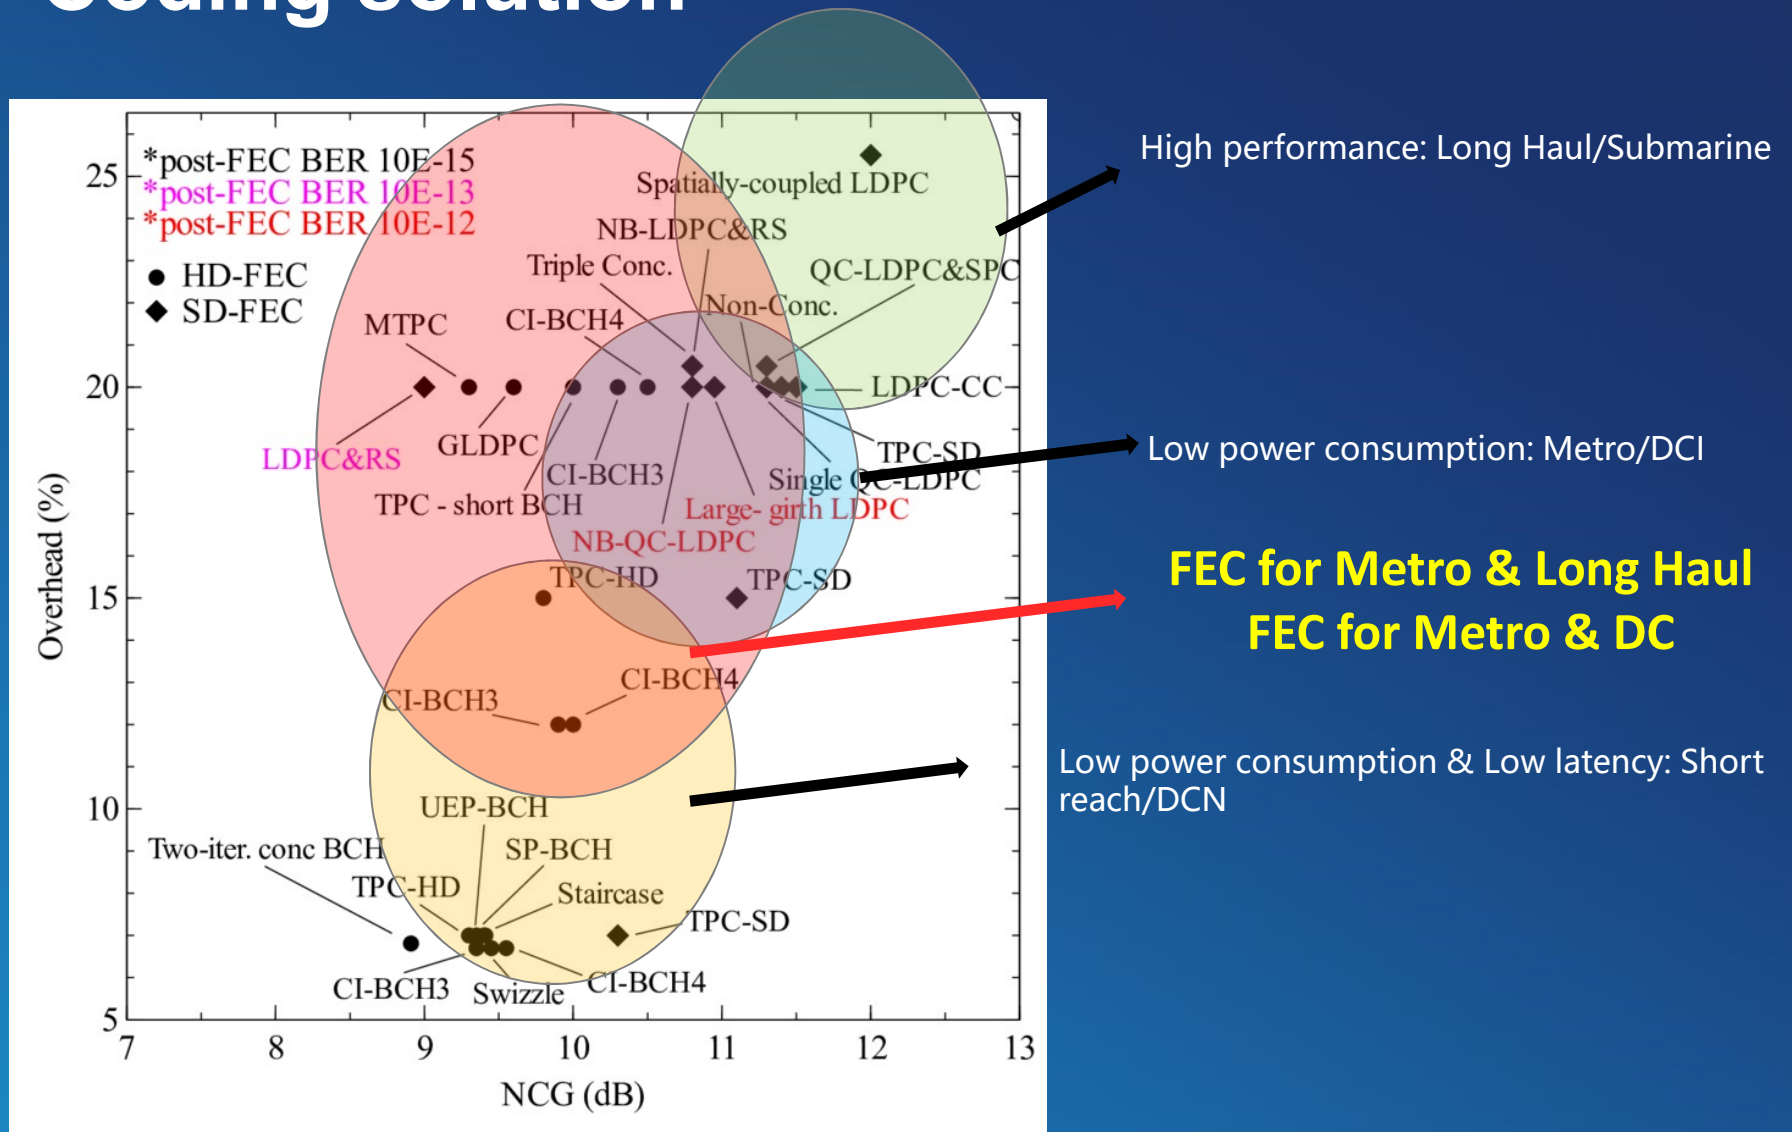 Coding solution
*post-FEC BER 10E-15
*post-FEC BER 10E-13
*post-FEC BER 10E-12
HD-FEC
SD-FEC
Spatially-coupled LDPC
NB-LDPC&RS
Triple Conc.
QC-LDPC&SPC
Non-Conc.
MTPC
CI-BCH4
LDPC-CC
LDPC&RS
GLDPC
CI-BCH3
TPC - short BCH
TPC-SD
Single QC-LDPC
Large- girth LDPC
NB-QC-LDPC
TPC-HD
TPC-SD
CI-BCH4
CI-BCH3
UEP-BCH
Two-iter. conc BCH
SP-BCH
TPC-HD
Staircase
TPC-SD
CI-BCH3
Swizzle
CI-BCH4
25
20
15
10
5
Overhead (%)
7 8 9 10 11 12 13
NCG (dB)
High performance: Long Haul/Submarine
Low power consumption: Metro/DCI
FEC for Metro & Long Haul
FEC for Metro & DC
Low power consumption & Low latency: Short
reach/DCN